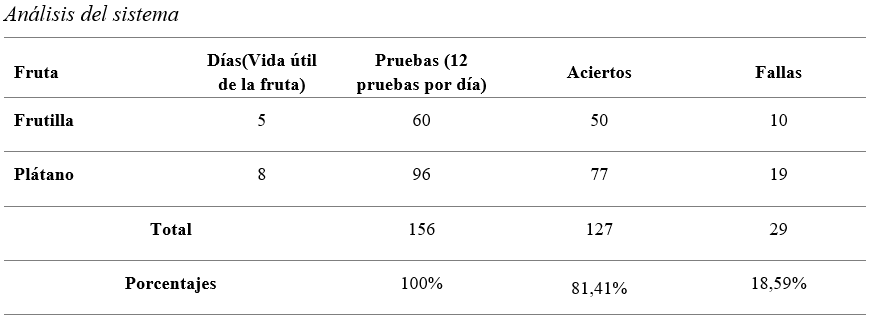 Análisis del sistema
Fruta Días(Vida útil de la fruta) Pruebas (12 pruebas por día) Aciertos Fallas
Frutilla 5 60 50 10
Plátano 8 96 77 19
Total 156 127 29
Porcentajes 100% 81,41% 18,59%